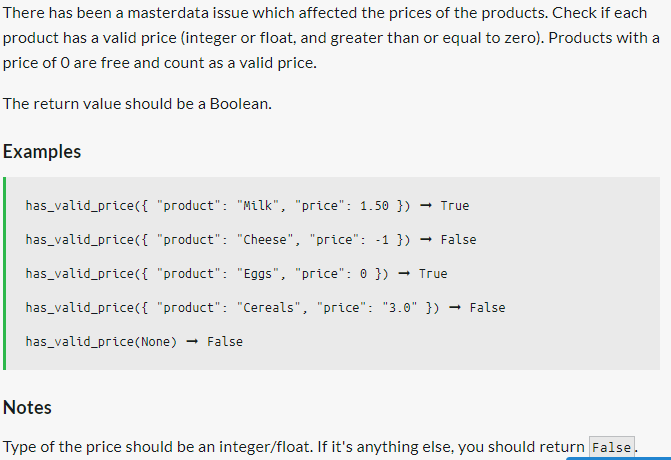 There has been a masterdata issue which affected the prices of the products. Check if each
product has a valid price (integer or float, and greater than or equal to zero). Products with a
price of 0 are free and count as a valid price.
The return value should be a Boolean.
Examples
has_valid_price({ "product": "Milk", "price": 1.50 }) ➞ True
has_valid_price({ "product": "Cheese", "price": -1 }) ➞ False
has_valid_price({ "product": "Eggs", "price": 0 }) ➞ True
has_valid_price({ "product": "Cereals", "price": "3.0" }) ➞ False
has_valid_price(None) ➞ False
Notes
Type of the price should be an integer/float. If it's anything else, you should return False.